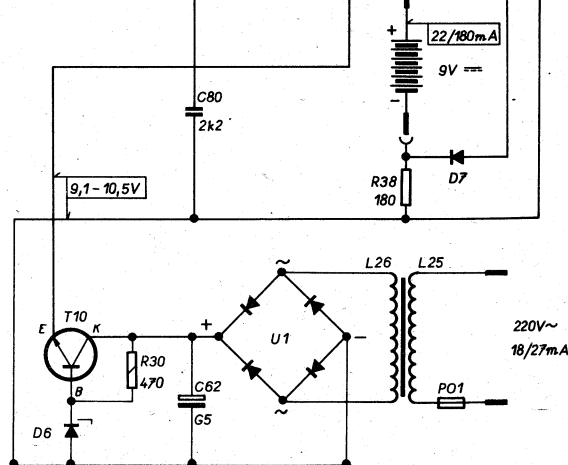 22/180mA
+
9V
−
C80
2k2
D7
R38
180
9,1–10,5V
L26
L25
~
T10
E
K
+
U1
−
220V~
18/27mA
R30
470
C62
G5
PO1
B
~
D6